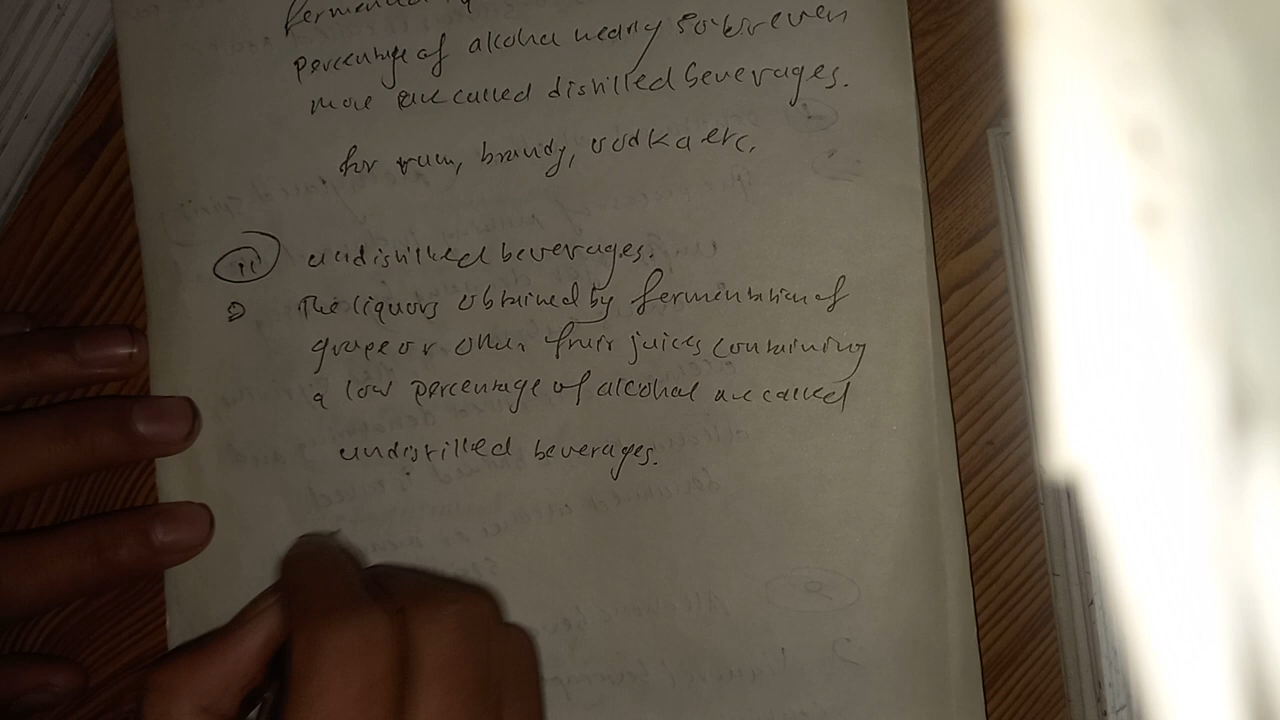 percentage of alcohol nearly 50% or even
more are called distilled beverages.
for rum, brandy, vodka etc.
ii undistilled beverages.
The liquors obtained by fermentation of
grape or other fruit juices containing
a low percentage of alcohol are called
undistilled beverages.